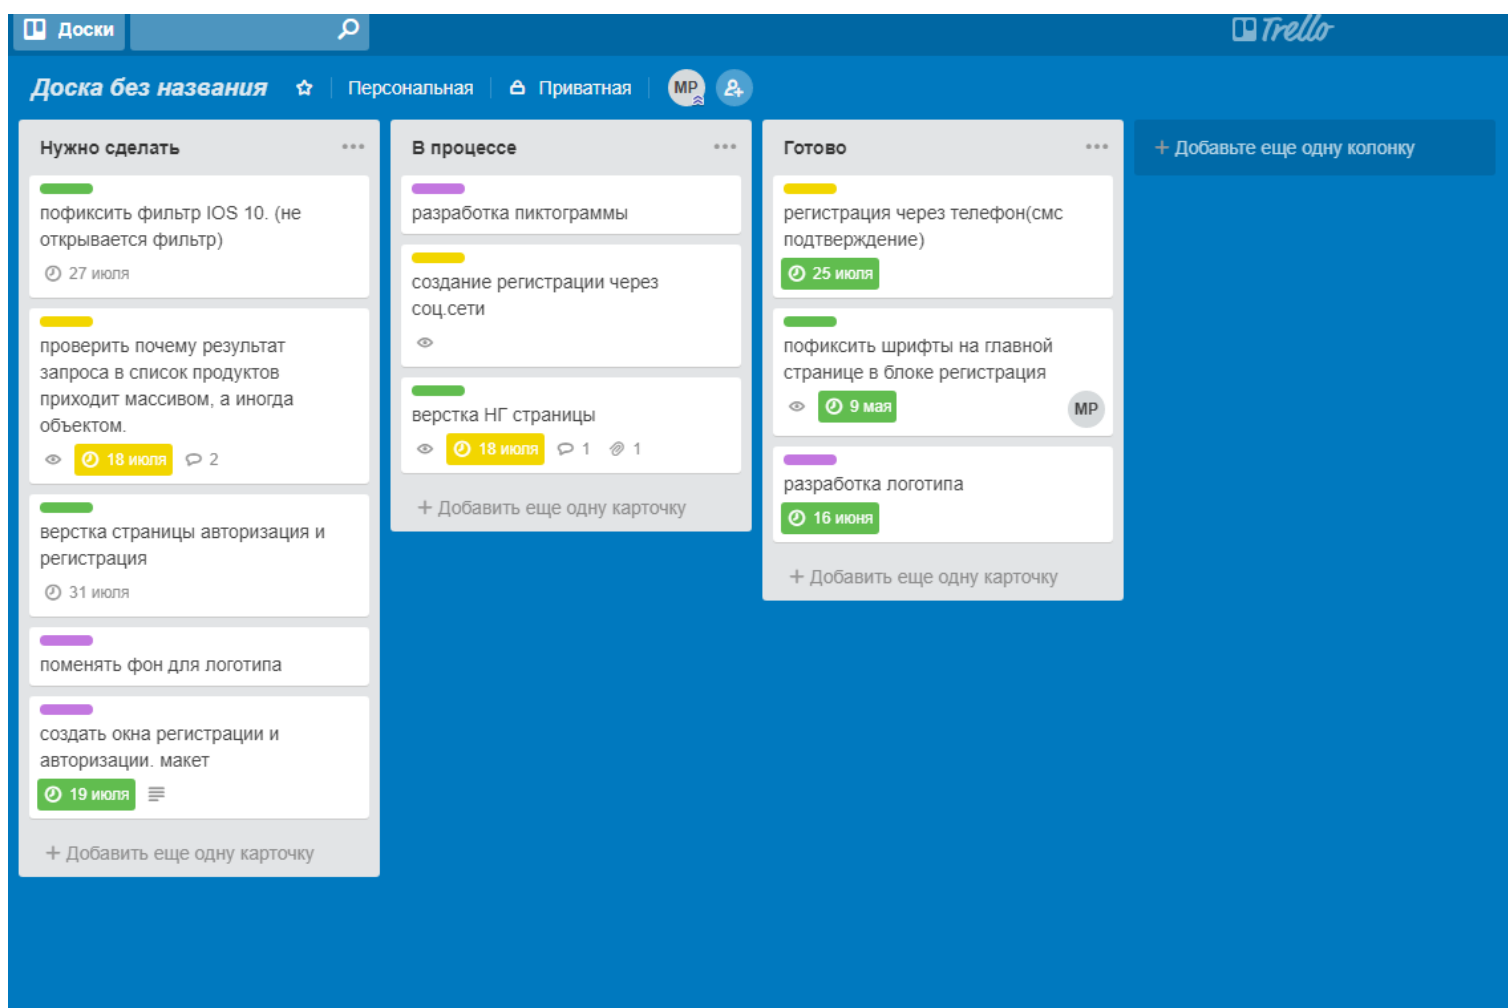 Доски
Trello
Доска без названия
Персональная
Приватная
MP
Нужно сделать
пофиксить фильтр IOS 10. (не
открывается фильтр)
27 июля
проверить почему результат
запроса в список продуктов
приходит массивом, а иногда
объектом.
18 июля 2
верстка страницы авторизация и
регистрация
31 июля
поменять фон для логотипа
создать окна регистрации и
авторизации. макет
19 июля
+ Добавить еще одну карточку
В процессе
разработка пиктограммы
создание регистрации через
соц.сети
верстка НГ страницы
18 июля 1 1
+ Добавить еще одну карточку
Готово
регистрация через телефон(смс
подтверждение)
25 июля
пофиксить шрифты на главной
странице в блоке регистрация
9 мая
MP
разработка логотипа
16 июня
+ Добавить еще одну карточку
+ Добавьте еще одну колонку